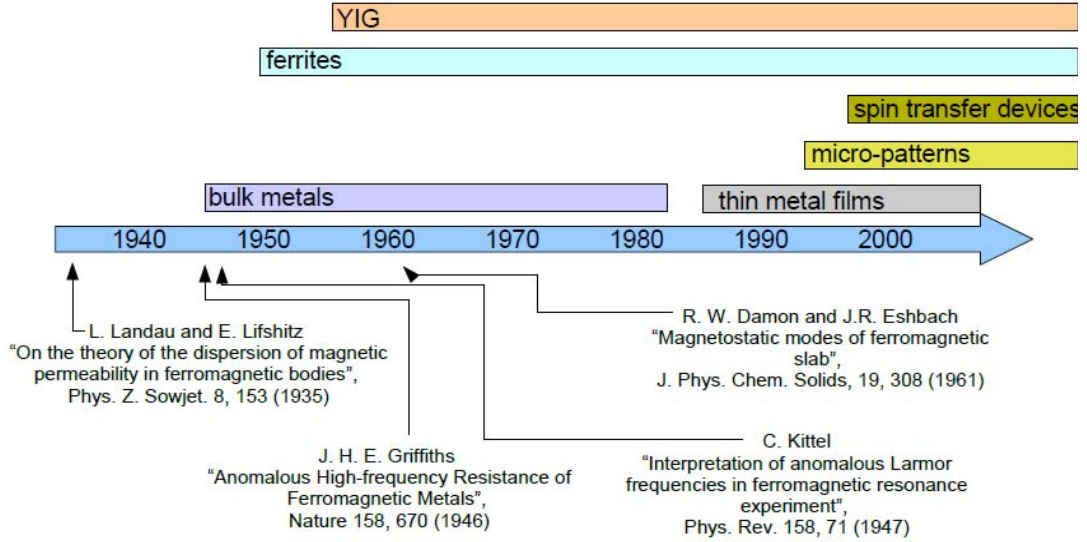 YIG
ferrites
spin transfer devices
micro-patterns
bulk metals
thin metal films
1940 1950 1960 1970 1980 1990 2000
L. Landau and E. Lifshitz
“On the theory of the dispersion of magnetic
permeability in ferromagnetic bodies”,
Phys. Z. Sowjet. 8, 153 (1935)
R. W. Damon and J.R. Eshbach
“Magnetostatic modes of ferromagnetic
slab”,
J. Phys. Chem. Solids, 19, 308 (1961)
J. H. E. Griffiths
“Anomalous High-frequency Resistance of
Ferromagnetic Metals”,
Nature 158, 670 (1946)
C. Kittel
“Interpretation of anomalous Larmor
frequencies in ferromagnetic resonance
experiment”,
Phys. Rev. 158, 71 (1947)